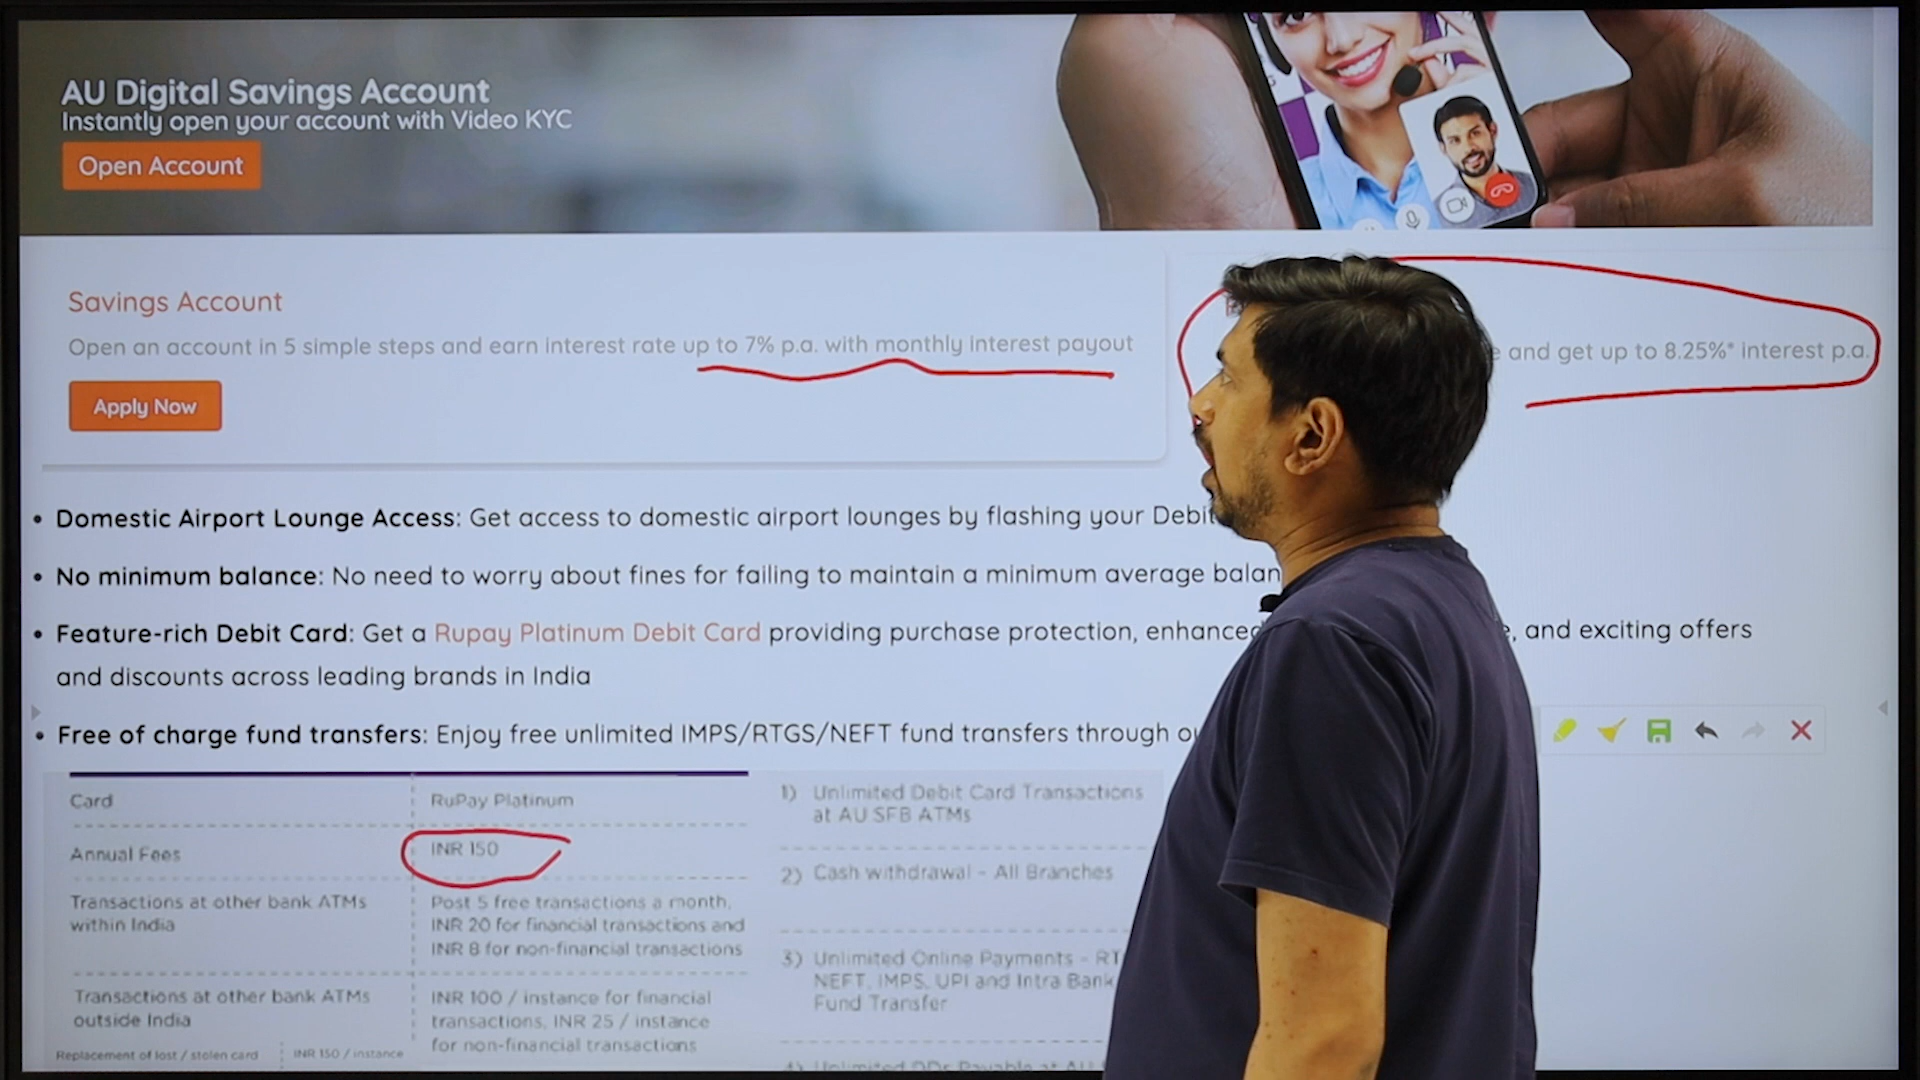 AU Digital Savings Account
Instantly open your account with Video KYC
Open Account
Savings Account
Open an account in 5 simple steps and earn interest rate up to 7% p.a. with monthly interest payout
Apply Now
and get up to 8.25%* interest p.a.
• Domestic Airport Lounge Access: Get access to domestic airport lounges by flashing your Debit
• No minimum balance: No need to worry about fines for failing to maintain a minimum average balan
• Feature-rich Debit Card: Get a Rupay Platinum Debit Card providing purchase protection, enhanced , and exciting offers
and discounts across leading brands in India
• Free of charge fund transfers: Enjoy free unlimited IMPS/RTGS/NEFT fund transfers through
Card
RuPay Platinum
Annual Fees
INR 150
Transactions at other bank ATMs
within India
Post 5 free transactions a month,
INR 20 for financial transactions and
INR 8 for non-financial transactions
Transactions at other bank ATMs
outside India
INR 100 / instance for financial
transactions, INR 25 / instance
for non-financial transactions
Replacement of lost / stolen card
INR 150 / instance
1) Unlimited Debit Card Transactions
at AU SFB ATMs
2) Cash withdrawal - All Branches
3) Unlimited Online Payments - RT
NEFT, IMPS, UPI and Intra Bank
Fund Transfer